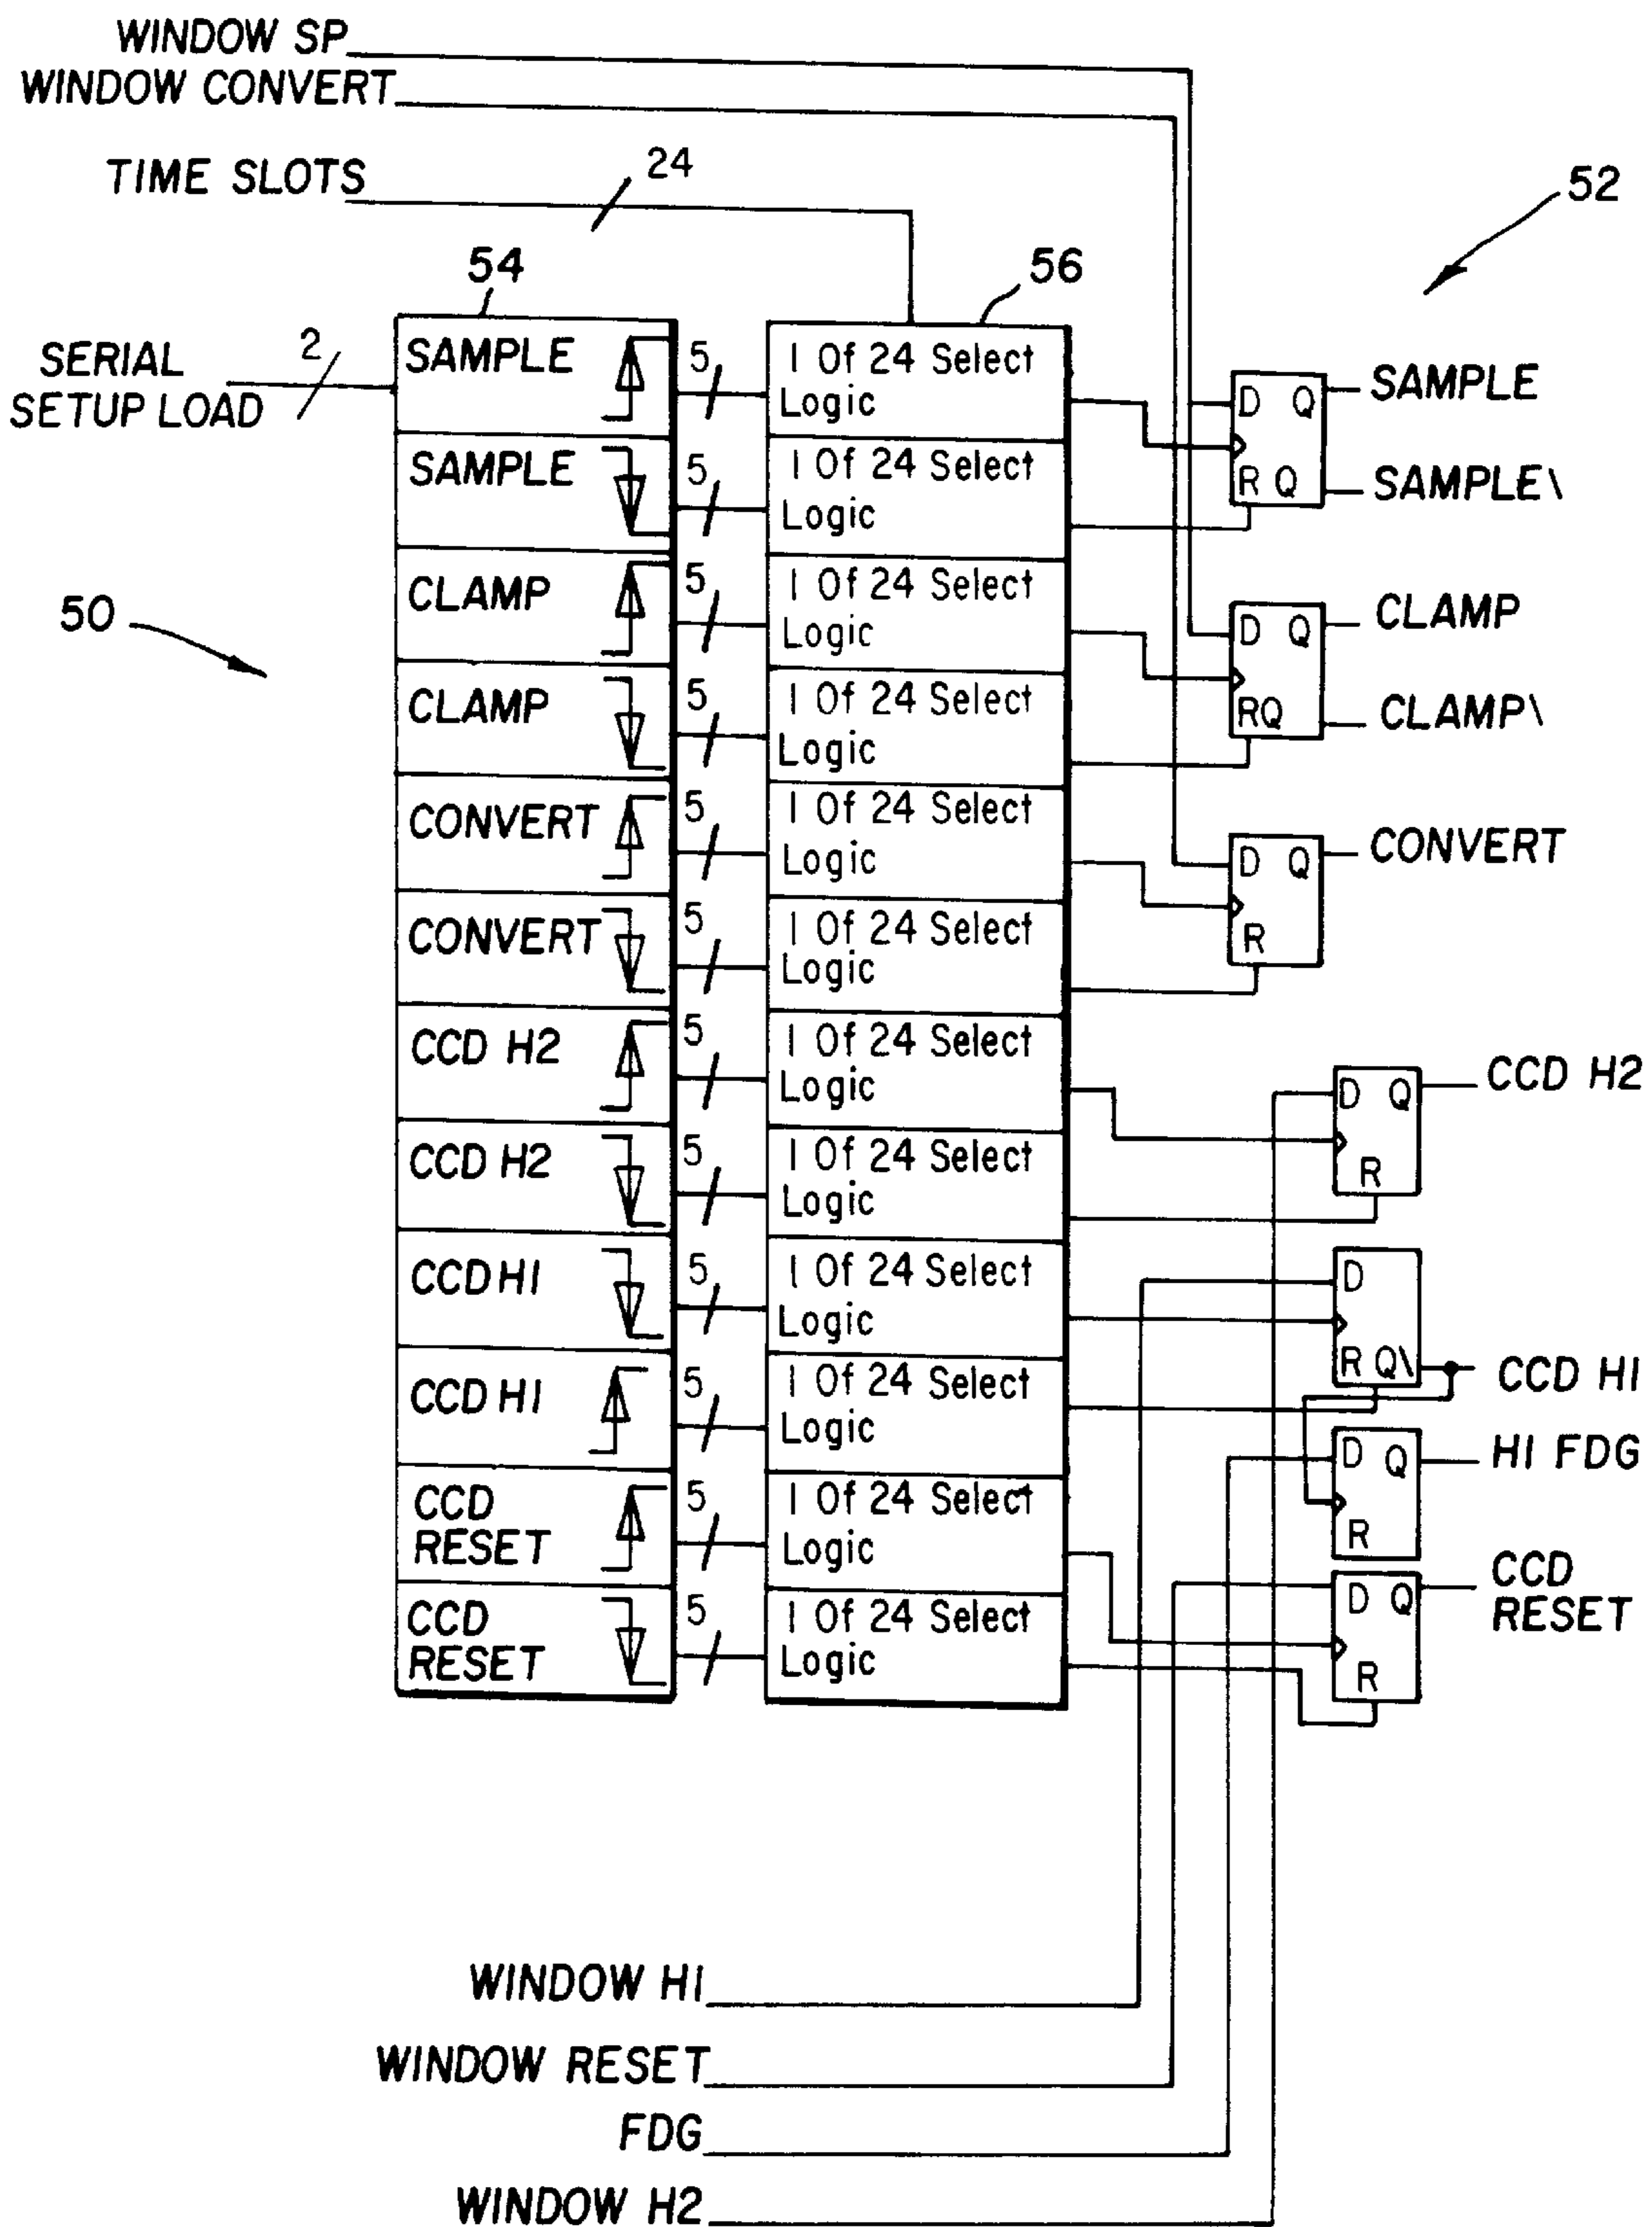 WINDOW SP
WINDOW CONVERT
TIME SLOTS
24
52
54
56
SERIAL
SETUP LOAD
2
SAMPLE
5
1 Of 24 Select
Logic
D Q
R Q
SAMPLE
SAMPLE\
SAMPLE
5
1 Of 24 Select
Logic
50
CLAMP
5
1 Of 24 Select
Logic
D Q
RQ
CLAMP
CLAMP\
CLAMP
5
1 Of 24 Select
Logic
CONVERT
5
1 Of 24 Select
Logic
D Q
R
CONVERT
CONVERT
5
1 Of 24 Select
Logic
CCD H2
5
1 Of 24 Select
Logic
D Q
R
CCD H2
CCD H2
5
1 Of 24 Select
Logic
CCD H1
5
1 Of 24 Select
Logic
D
R Q\
CCD H1
CCD H1
5
1 Of 24 Select
Logic
D Q
R
H1 FDG
CCD
RESET
5
1 Of 24 Select
Logic
D Q
R
CCD
RESET
CCD
RESET
5
1 Of 24 Select
Logic
WINDOW H1
WINDOW RESET
FDG
WINDOW H2